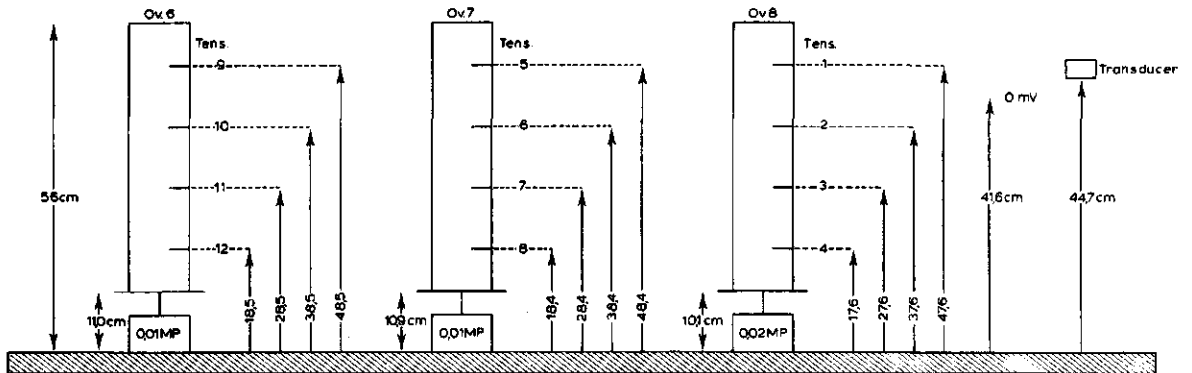 Ov.6
Ov.7
Ov.8
Tens.
Tens.
Tens.
9
5
1
Transducer
0 mV
10
6
2
11
7
3
56cm
41,6cm
44,7cm
12
8
4
11,0cm
18,5
28,5
38,5
48,5
10,9 cm
18,4
28,4
38,4
48,4
10,1cm
17,6
27,6
37,6
47,6
0,01MP
0,01MP
0,02MP